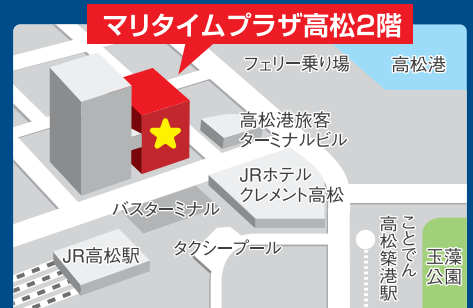 マリタイムプラザ高松2階
フェリー乗り場
高松港
高松港旅客
ターミナルビル
JRホテル
クレメント高松
バスターミナル
タクシープール
JR高松駅
ことでん
高松築港駅
玉藻
公園